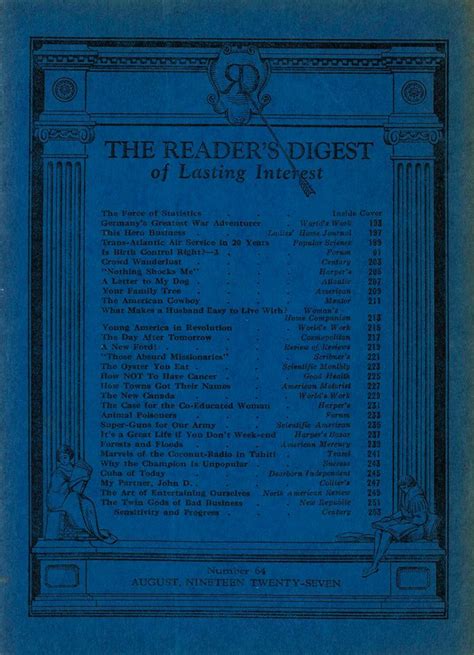 RD
THE READER'S DIGEST
of Lasting Interest
The Force of Statistics . . Inside Cover
Germany's Greatest War Adventurer . World's Work 193
This Hero Business . Ladies' Home Journal 197
Trans-Atlantic Air Service in 20 Years Popular Science 199
Is Birth Control Right?—I. . . Forum
Crowd Wanderlust . . Century 203
"Nothing Shocks Me" . . Harper's 205
A Letter to My Dog . . Atlantic 207
Your Family Tree . . American 209
The American Cowboy . . Mentor 211
What Makes a Husband Easy to Live With? Woman's
Home Companion 213
Young America in Revolution . World's Work
The Day After Tomorrow . . Cosmopolitan
A New Ford! . . Review of Reviews 219
"Those Absurd Missionaries" . . Scribner's 221
The Oyster You Eat . . Scientific Monthly 223
How NOT To Have Cancer . . Good Health 225
How Towns Got Their Names . American Motorist 227
The New Canada . . World's Work
The Case for the Co-Educated Woman . Harper's 231
Animal Poisoners . . Forum
Super-Guns for Our Army . Scientific American
It's a Great Life if You Don't Week-end Harper's Bazar 237
Forests and Floods . American Mercury 239
Marvels of the Coconut-Radio in Tahiti . Travel 241
Why the Champion is Unpopular . Success
Cuba of Today . . Dearborn Independent 245
My Partner, John D. . . Collier's 247
The Art of Entertaining Ourselves . North American Review 249
The Twin Gods of Bad Business . New Republic
Sensitivity and Progress . . Century 253
Number 64
AUGUST, NINETEEN TWENTY-SEVEN